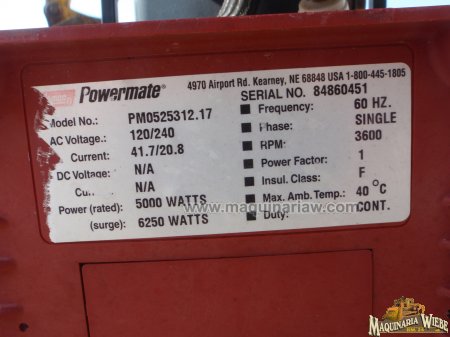 Powermate®
4970 Airport Rd. Kearney, NE 68848 USA 1-800-445-1805
SERIAL NO. 84860451
Model No.: PM0525312.17
AC Voltage.: 120/240
Current: 41.7/20.8
DC Voltage: N/A
N/A
Power (rated): 5000 WATTS
(surge): 6250 WATTS
Frequency: 60 HZ.
Phase: SINGLE
RPM: 3600
Power Factor: 1
Insul. Class: F
Max. Amb. Temp.: 40 °C
Duty: CONT.
www.maquinariaw.com
MAQUINARIA WIEBE